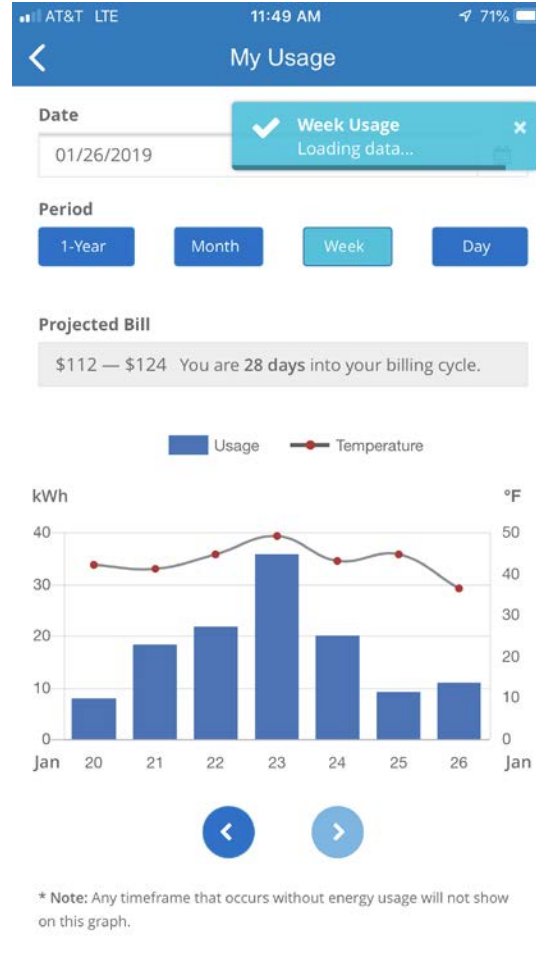 AT&T LTE 11:49 AM 71%
My Usage
Date
Week Usage
Loading data...
01/26/2019
Period
1-Year Month Week Day
Projected Bill
$112 — $124 You are 28 days into your billing cycle.
Usage Temperature
kWh °F
40 50
40
30
30
20
20
10
10
0 0
Jan 20 21 22 23 24 25 26 Jan
* Note: Any timeframe that occurs without energy usage will not show
on this graph.